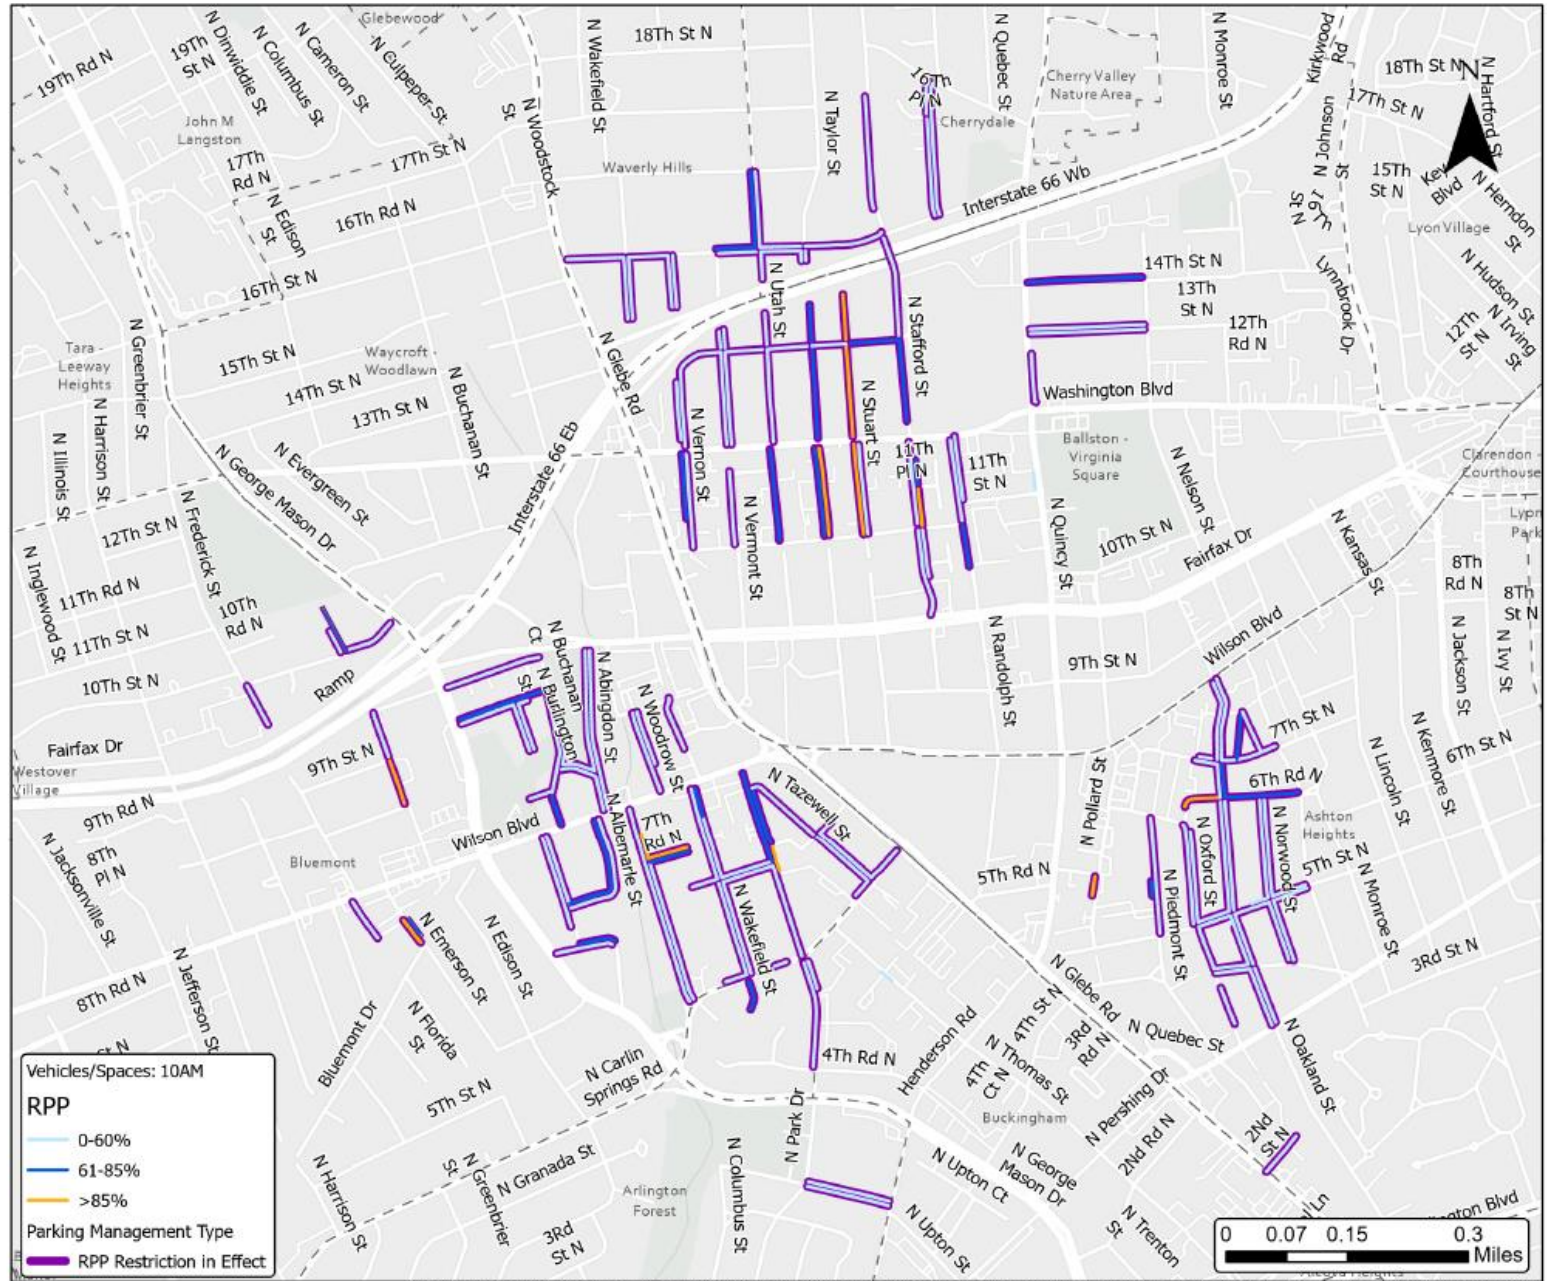 Glebewood
19Th Rd N
19Th
St N
N Dinwiddie St
N Columbus St
N Cameron St
N Culpeper St
St
N Woodstock
N Wakefield St
18Th St N
N Taylor St
16Th
Pl N
Cherrydale
N Quebec St
Cherry Valley
Nature Area
N Monroe St
Kirkwood
Rd
18Th St N
N
N Hartford St
17Th St N
N Johnson
St
15Th
St N
Key
Blvd
N Herndon
St
John M
Langston
17Th
Rd N
17Th St N
Waverly Hills
16Th Rd N
N Edison
St
16Th St N
Interstate 66 Wb
16Th
St N
Lyon Village
N Hudson St
N Irving
St
12Th
St N
Lynnbrook Dr
14Th St N
13Th
St N
12Th
Rd N
N Utah St
N Stafford St
N Glebe Rd
Tara -
Leeway
Heights
N Greenbrier St
15Th St N
Waycroft -
Woodlawn
14Th St N
13Th St N
N Buchanan St
N Harrison St
N Illinois St
N Stuart St
N Vernon St
Washington Blvd
Ballston -
Virginia
Square
Clarendon -
Courthouse
11Th
Pl N
11Th
St N
N George Mason Dr
N Evergreen St
Interstate 66 Eb
N Nelson St
N Quincy St
10Th St N
Fairfax Dr
N Kansas St
Lyon
Park
12Th St N
N Frederick St
N Inglewood St
11Th Rd N
10Th
Rd N
11Th St N
N Vermont St
8Th
Rd N
8Th
St N
10Th St N
Ramp
Ct
N Buchanan
St
N Burlington
N Abingdon St
N Woodrow St
N Randolph St
9Th St N
Wilson Blvd
N Jackson St
N Ivy St
Fairfax Dr
9Th St N
Westover
Village
9Th Rd N
7Th St N
N Kenmore St
6Th St N
N Lincoln St
6Th Rd N
N Tazewell St
N Pollard St
Wilson Blvd
N Albemarle St
7Th
Rd N
8Th
Pl N
N Jacksonville St
Bluemont
N Oxford St
N Norwood St
Ashton
Heights
5Th St N
5Th Rd N
N Piedmont St
N Monroe St
N Wakefield St
N Emerson St
N Edison St
3Rd St N
N Jefferson St
8Th Rd N
N Glebe Rd
N Quebec St
4Th St N
3Rd
Rd N
Henderson Rd
N Thomas St
4Th
Ct N
N Oakland St
St N
Bluemont Dr
N Florida
St
N Carlin
Springs Rd
4Th Rd N
5Th St N
N Park Dr
Buckingham
N Pershing Dr
2Nd Rd N
2Nd
St N
N Columbus St
N Harrison St
N Greenbrier
St
N Granada St
Arlington
Forest
3Rd
St N
N Upton Ct
N George
Mason Dr
N Upton St
N Trenton
St
Vehicles/Spaces: 10AM
RPP
0-60%
61-85%
>85%
Parking Management Type
RPP Restriction in Effect
0 0.07 0.15 0.3
Miles